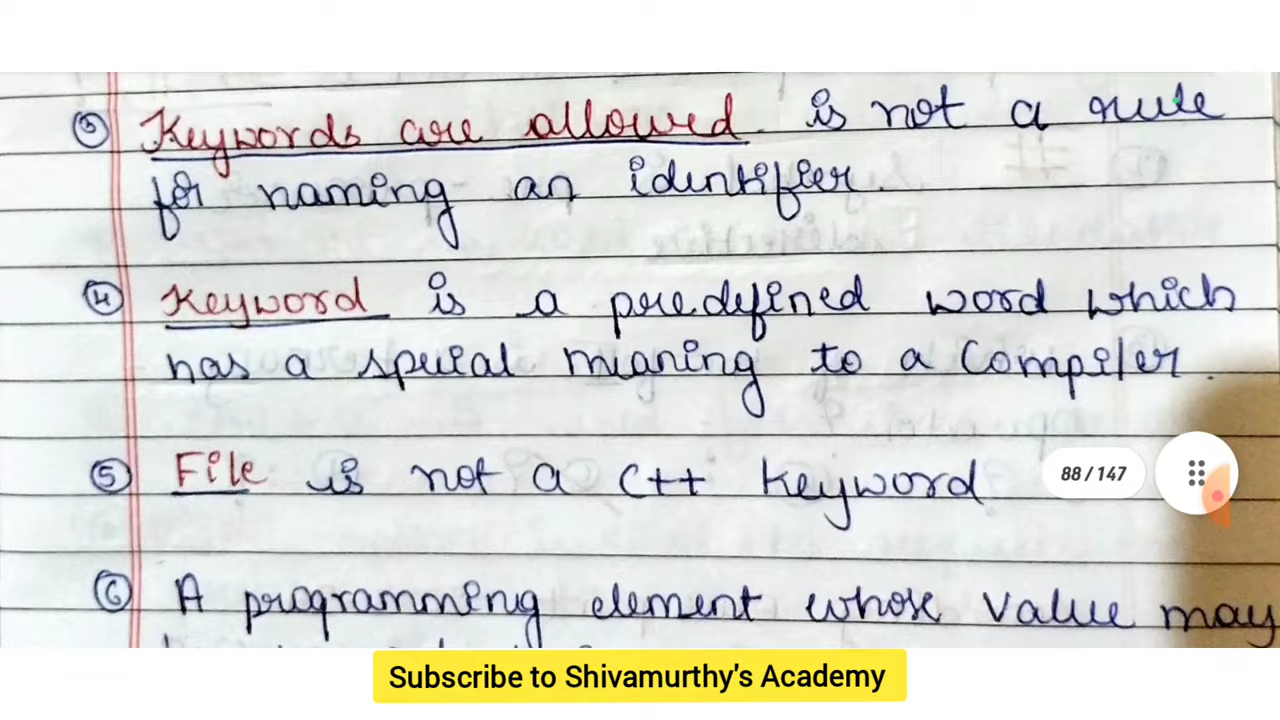 ③ Keywords are allowed is not a rule
for naming an identifier.
④ Keyword is a predefined word which
has a special meaning to a Compiler.
⑤ File is not a C++ Keyword
88/147
⑥ A programming element whose value may
Subscribe to Shivamurthy's Academy